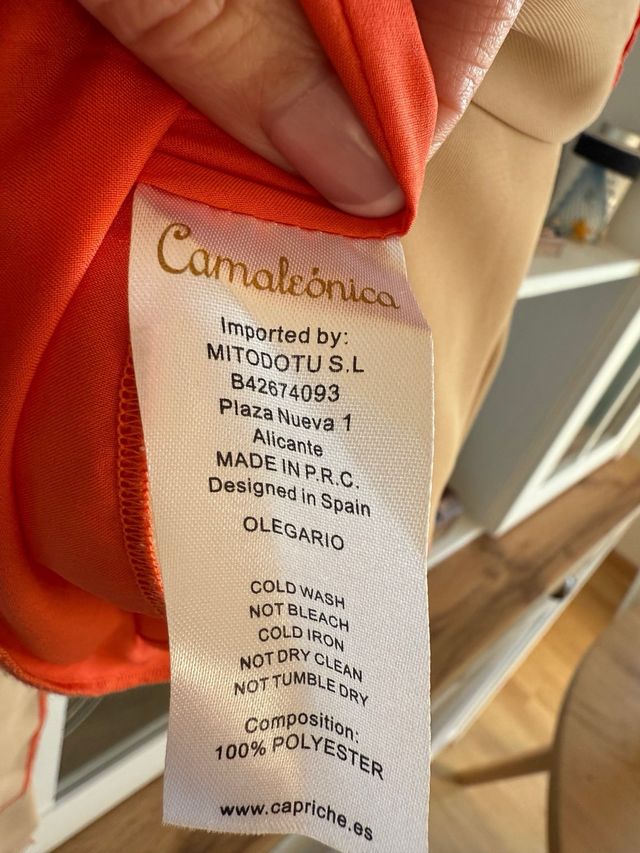 Camaleónica
Imported by:
MITODOTU S.L
B42674093
Plaza Nueva 1
Alicante
MADE IN P.R.C.
Designed in Spain
OLEGARIO
COLD WASH
NOT BLEACH
COLD IRON
NOT DRY CLEAN
NOT TUMBLE DRY
Composition:
100% POLYESTER
www.capriche.es